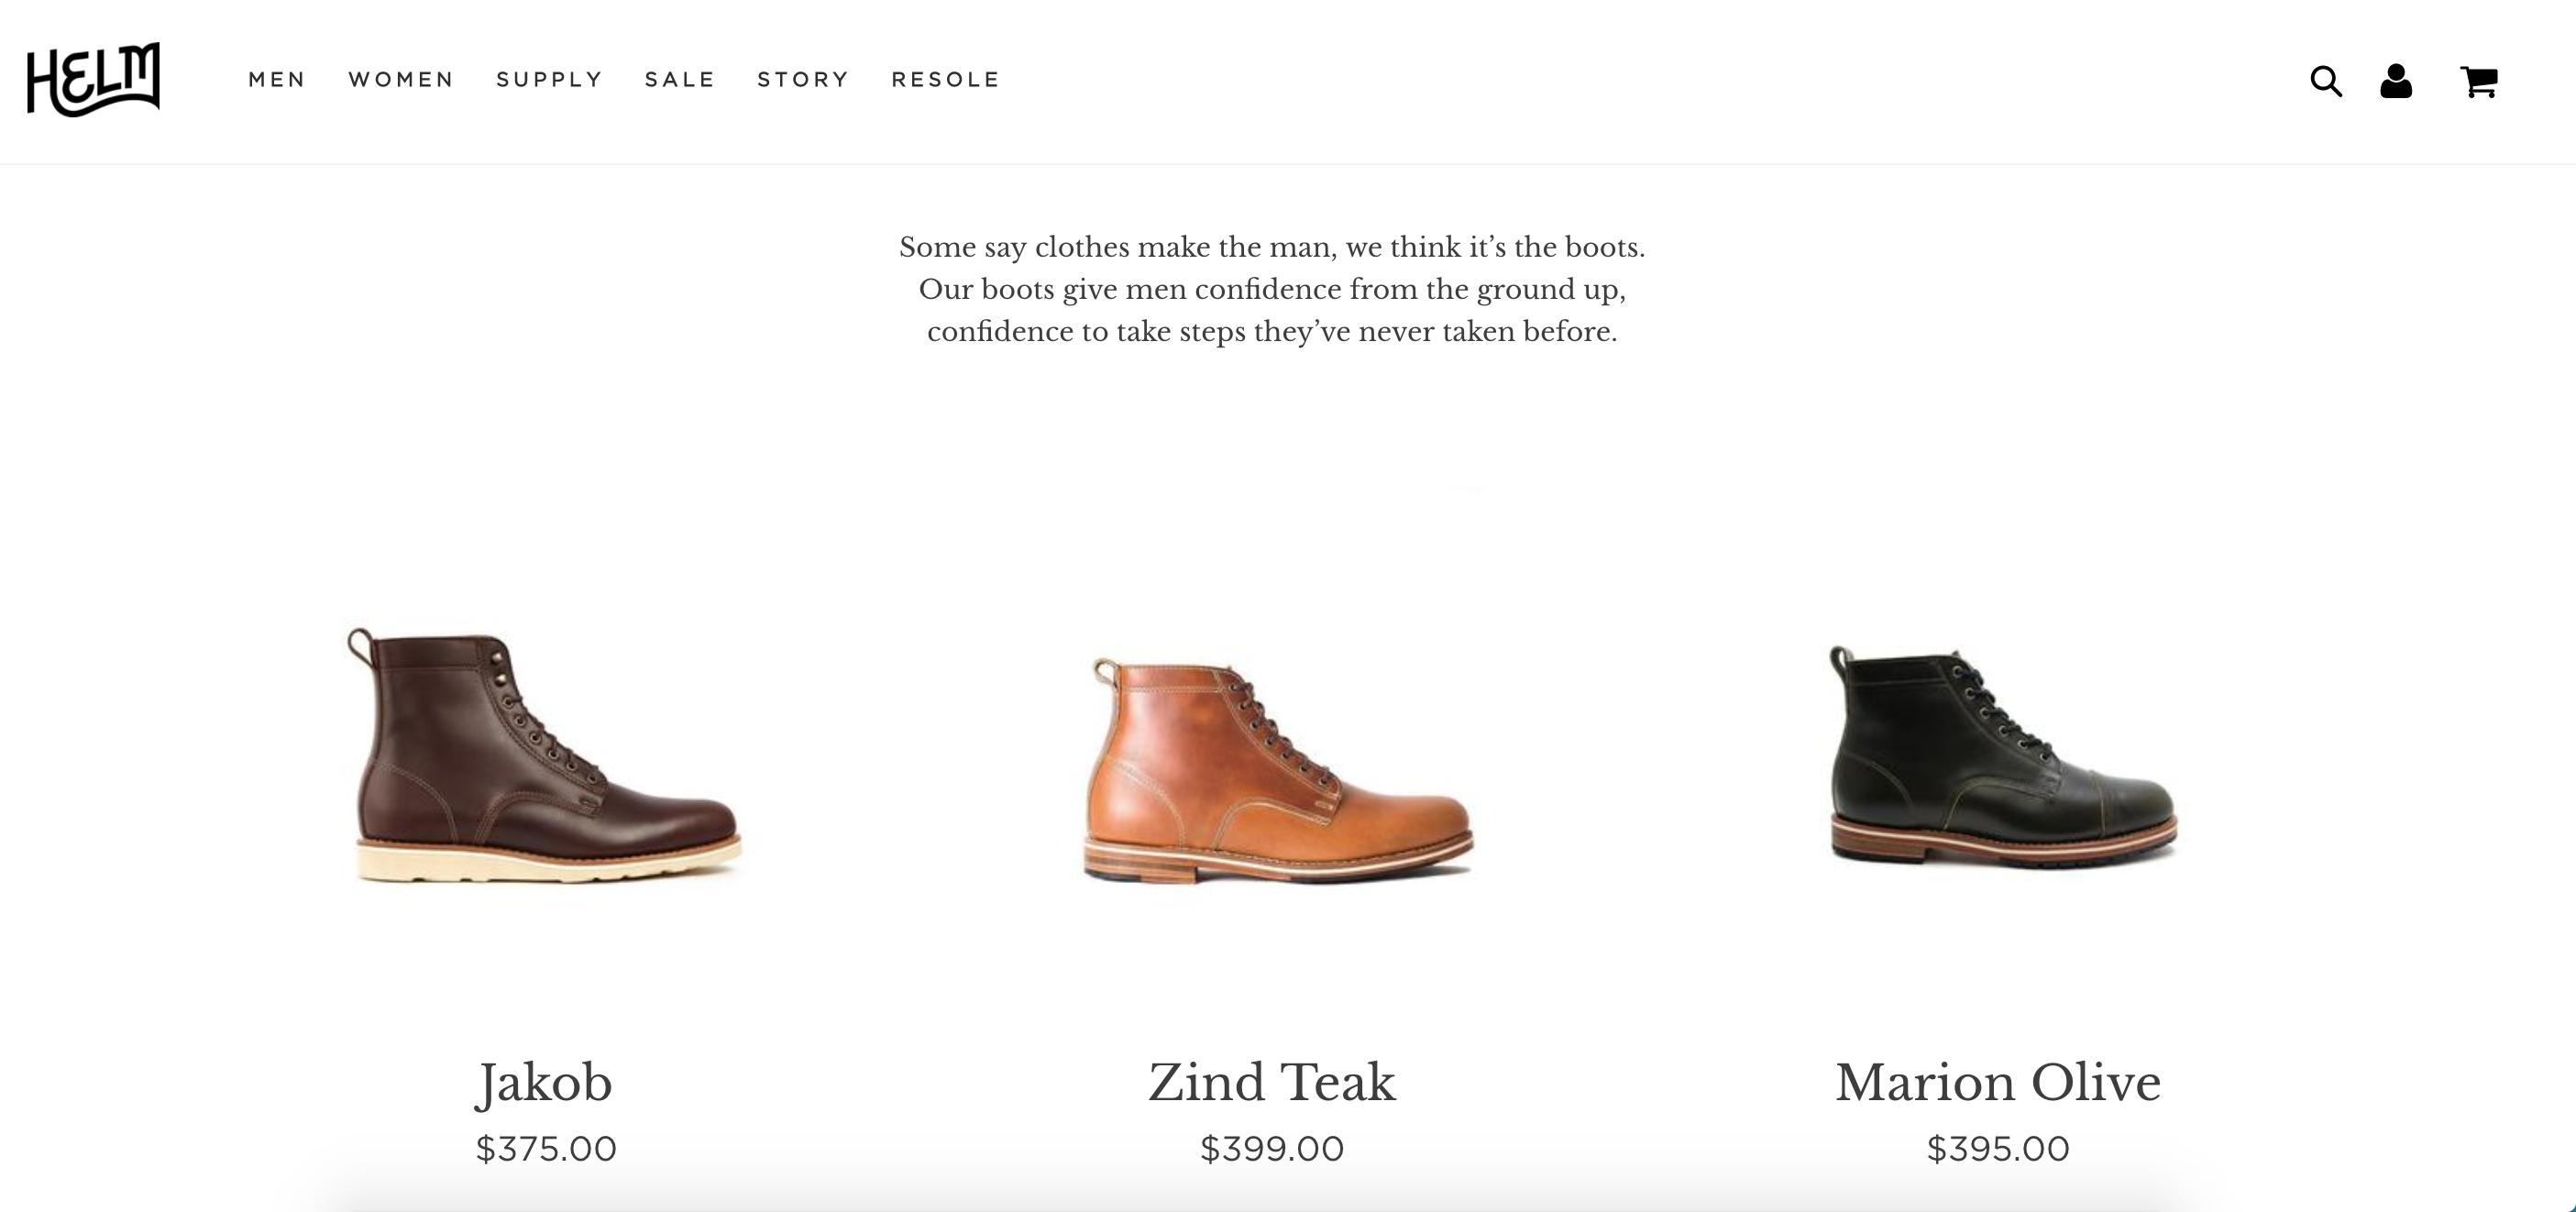 HELM
MEN WOMEN SUPPLY SALE STORY RESOLE
Some say clothes make the man, we think it’s the boots.
Our boots give men confidence from the ground up,
confidence to take steps they’ve never taken before.
Jakob
$375.00
Zind Teak
$399.00
Marion Olive
$395.00